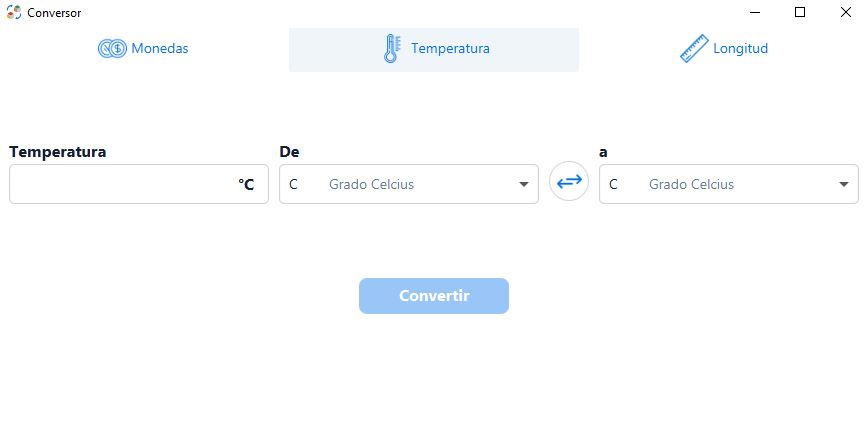 Conversor
Monedas Temperatura Longitud
Temperatura De a
°C C Grado Celcius C Grado Celcius
Convertir